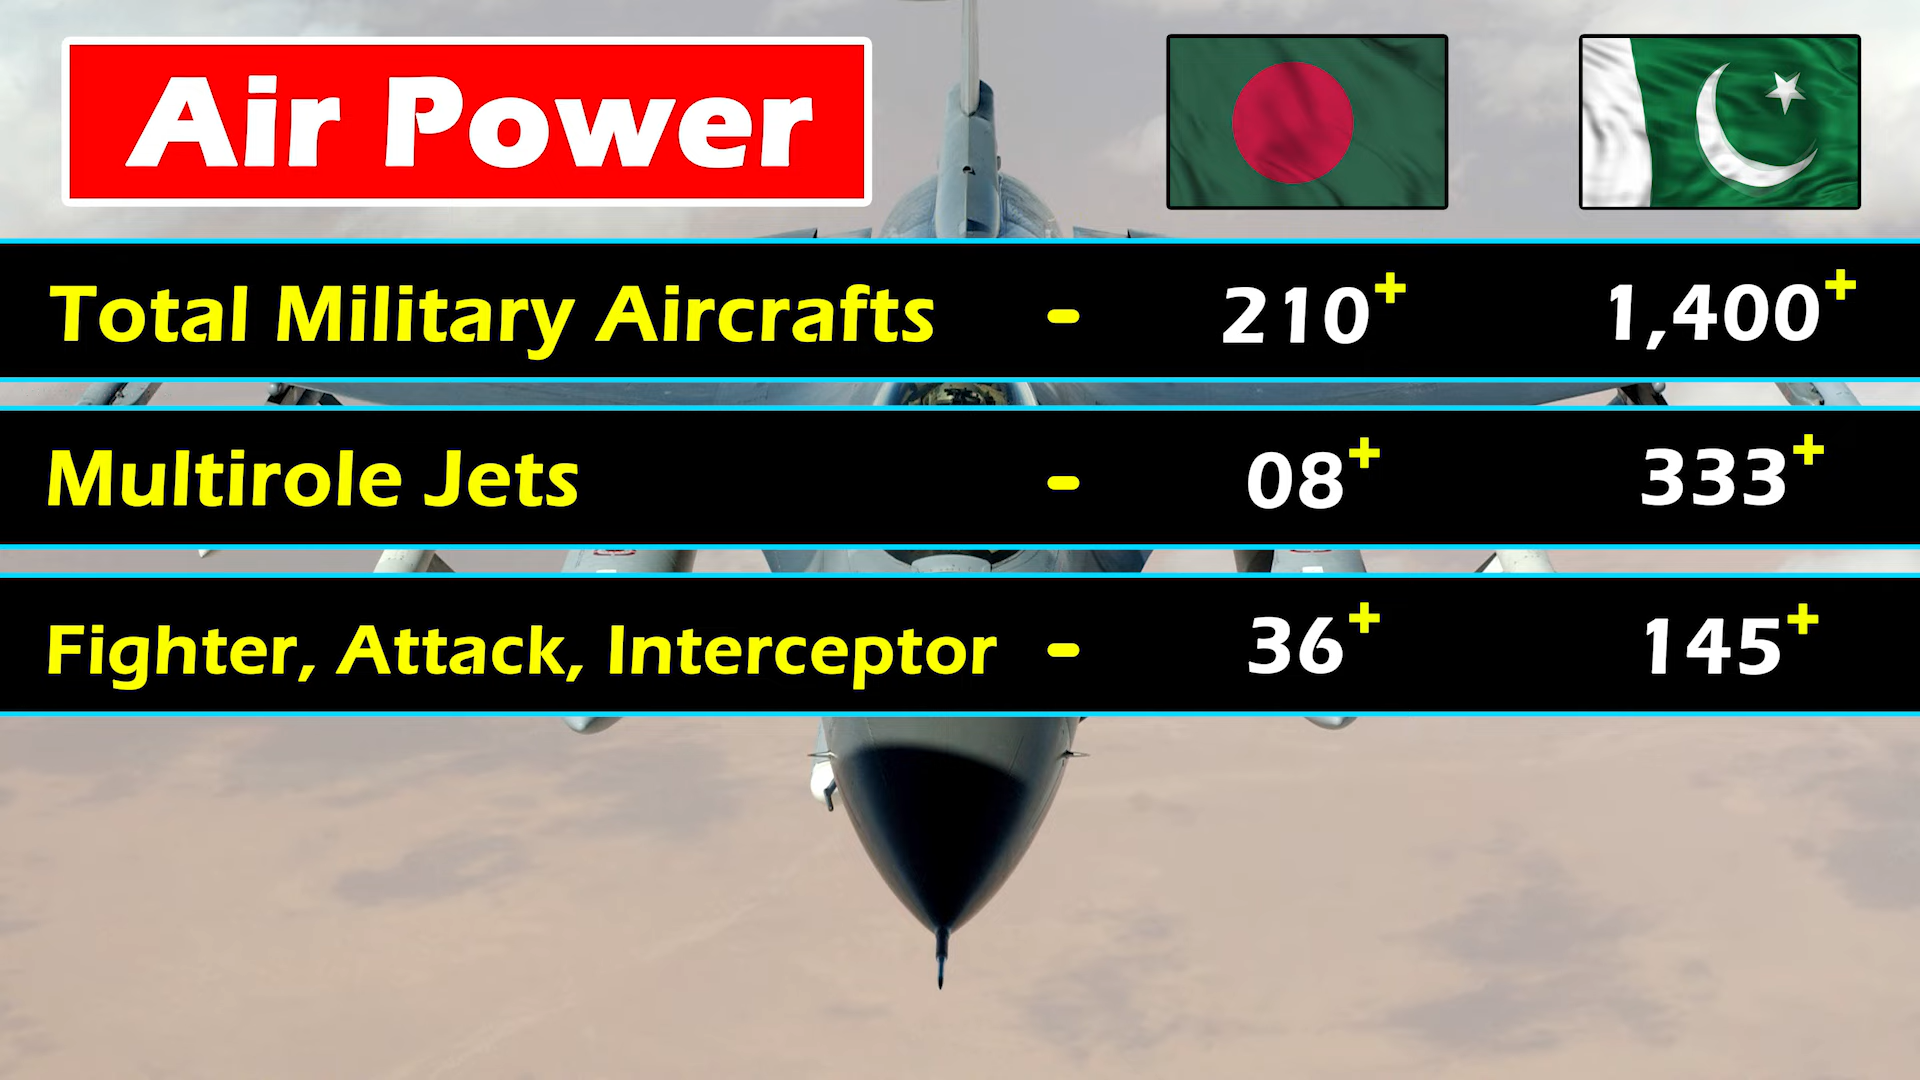 Air Power
Total Military Aircrafts - 210+ 1,400+
Multirole Jets - 08+ 333+
Fighter, Attack, Interceptor - 36+ 145+